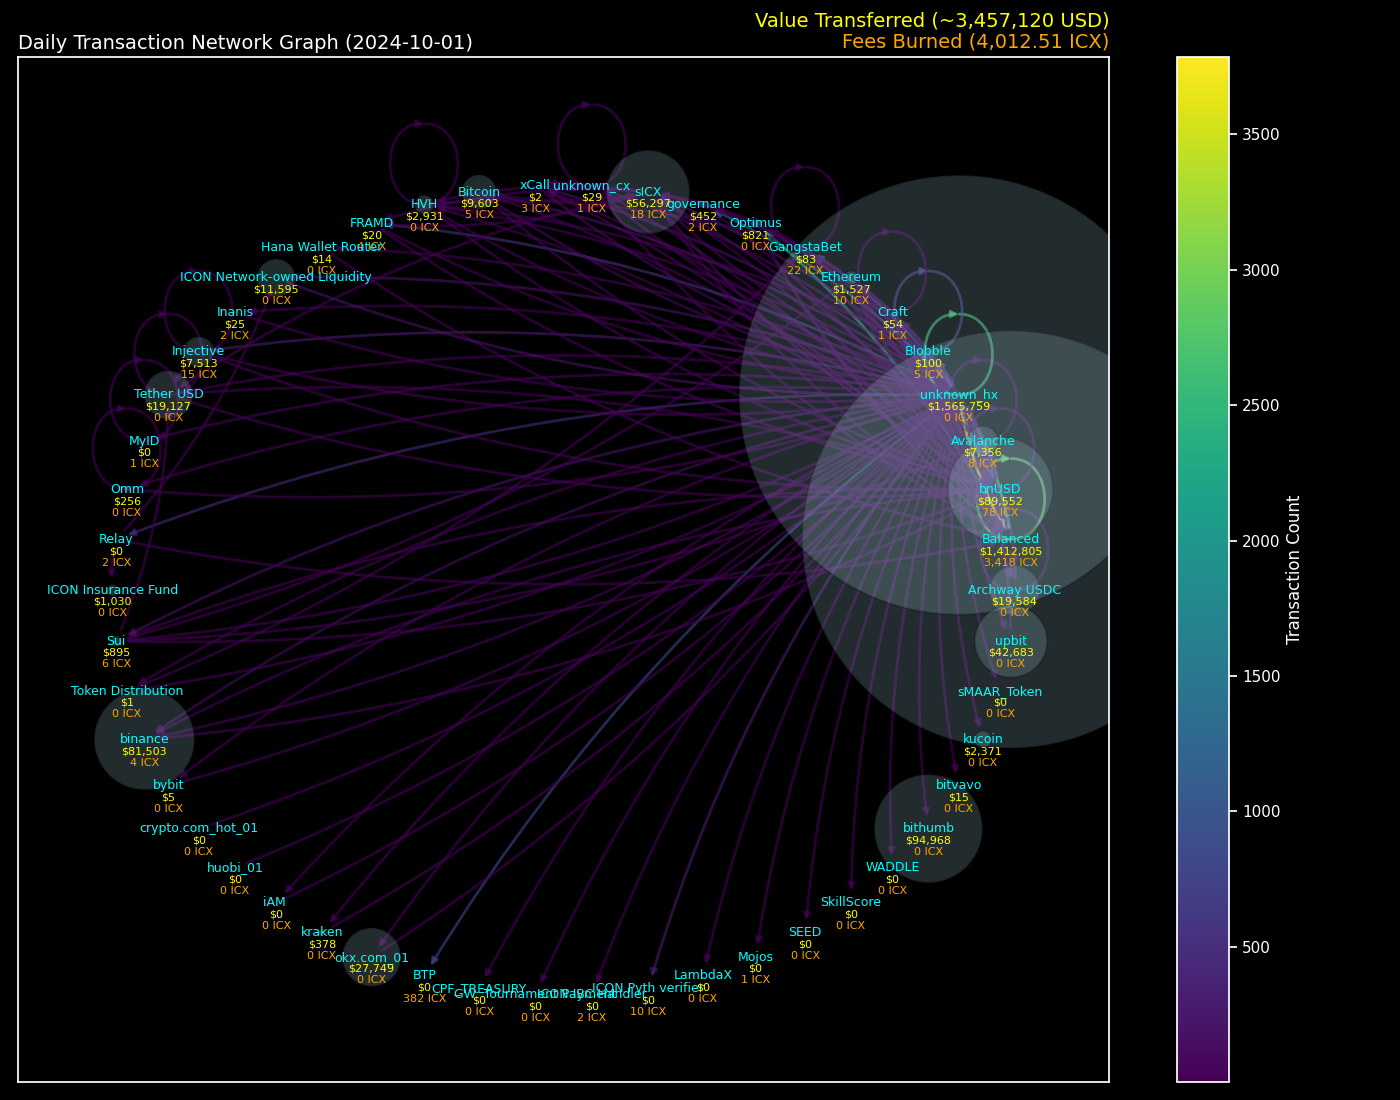 Value Transferred (~3,457,120 USD)
Daily Transaction Network Graph (2024-10-01)
Fees Burned (4,012.51 ICX)
xCall
$2
3 ICX
unknown_cx
$29
1 ICX
sICX
$56,297
18 ICX
Bitcoin
$9,603
5 ICX
HVH
$2,931
0 ICX
governance
$452
2 ICX
FRAMD
$20
ICX
Optimus
$821
0 ICX
Hana Wallet Router
$14
0 ICX
GangstaBet
$83
22 ICX
ICON Network-owned Liquidity
$11,595
0 ICX
Ethereum
$1,527
10 ICX
Inanis
$25
2 ICX
Craft
$54
1 ICX
Injective
$7,513
15 ICX
Blobble
$100
5 ICX
Tether USD
$19,127
0 ICX
unknown_hx
$1,565,759
0 ICX
MyID
$0
1 ICX
Avalanche
$7,356
8 ICX
Omm
$256
0 ICX
bnUSD
$89,552
78 ICX
Relay
$0
2 ICX
Balanced
$1,412,805
3,418 ICX
ICON Insurance Fund
$1,030
0 ICX
Archway USDC
$19,584
0 ICX
Sui
$895
6 ICX
upbit
$42,683
0 ICX
Token Distribution
$1
0 ICX
sMAAR_Token
$0
0 ICX
binance
$81,503
4 ICX
kucoin
$2,371
0 ICX
bybit
$5
0 ICX
bitvavo
$15
0 ICX
crypto.com_hot_01
$0
0 ICX
bithumb
$94,968
0 ICX
huobi_01
$0
0 ICX
WADDLE
$0
0 ICX
iAM
$0
0 ICX
SkillScore
$0
0 ICX
kraken
$378
0 ICX
SEED
$0
0 ICX
okx.com_01
$27,749
0 ICX
Mojos
$0
1 ICX
BTP
$0
382 ICX
LambdaX
$0
0 ICX
CPF_TREASURY
$0
0 ICX
GW_Tournament
$0
0 ICX
Handler
$0
2 ICX
ICON Pyth verifier
$0
10 ICX
3500
3000
2500
2000
1500
1000
500
Transaction Count